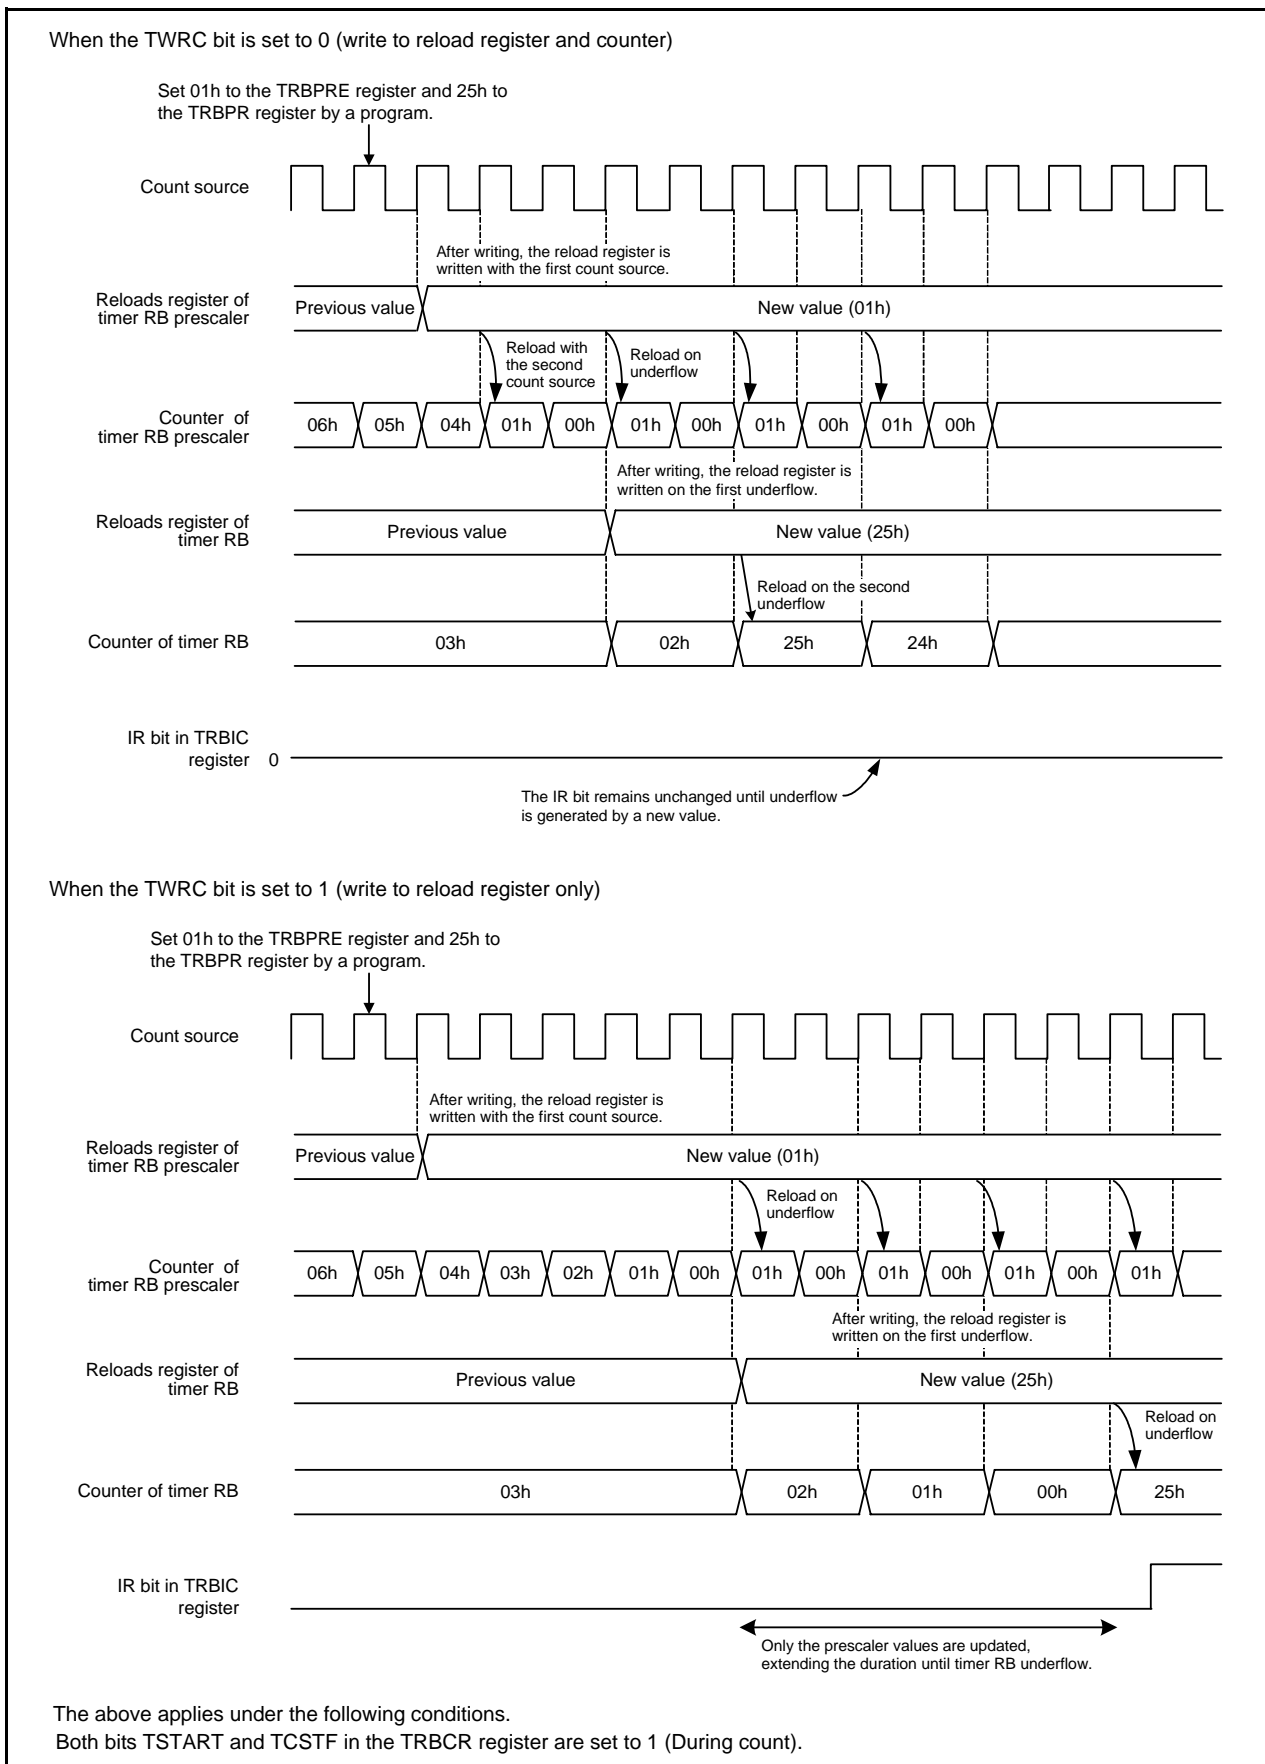 When the TWRC bit is set to 0 (write to reload register and counter)
Set 01h to the TRBPRE register and 25h to
the TRBPR register by a program.
Count source
After writing, the reload register is
written with the first count source.
Reloads register of
timer RB prescaler
Previous value
New value (01h)
Reload with
the second
count source
Reload on
underflow
Counter of
timer RB prescaler
06h 05h 04h 01h 00h 01h 00h 01h 00h 01h 00h
After writing, the reload register is
written on the first underflow.
Reloads register of
timer RB
Previous value
New value (25h)
Reload on the second
underflow
Counter of timer RB
03h 02h 25h 24h
IR bit in TRBIC
register 0
The IR bit remains unchanged until underflow
is generated by a new value.
When the TWRC bit is set to 1 (write to reload register only)
Set 01h to the TRBPRE register and 25h to
the TRBPR register by a program.
Count source
After writing, the reload register is
written with the first count source.
Reloads register of
timer RB prescaler
Previous value
New value (01h)
Reload on
underflow
Counter of
timer RB prescaler
06h 05h 04h 03h 02h 01h 00h 01h 00h 01h 00h 01h 00h 01h
After writing, the reload register is
written on the first underflow.
Reloads register of
timer RB
Previous value
New value (25h)
Reload on
underflow
Counter of timer RB
03h 02h 01h 00h 25h
IR bit in TRBIC
register
Only the prescaler values are updated,
extending the duration until timer RB underflow.
The above applies under the following conditions.
Both bits TSTART and TCSTF in the TRBCR register are set to 1 (During count).